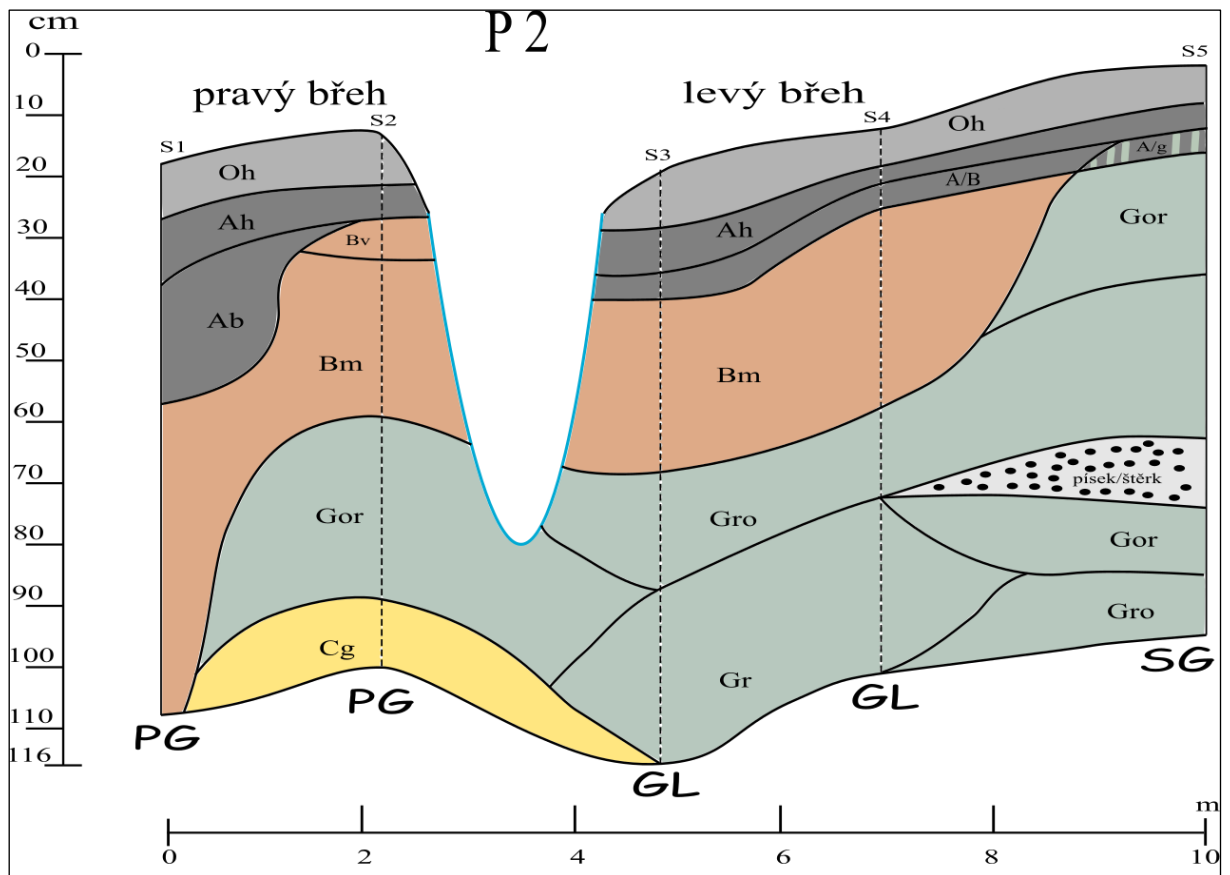 P 2
cm
0
10
20
30
40
50
60
70
80
90
100
110
116
pravý břeh
levý břeh
S1
S2
S3
S4
S5
Oh
Ah
Ab
Bv
Bm
Gor
Cg
Oh
Ah
A/B
A/g
Bm
Gor
Gro
písek/štěrk
Gor
Gro
Gr
PG
PG
GL
GL
SG
m
0
2
4
6
8
10